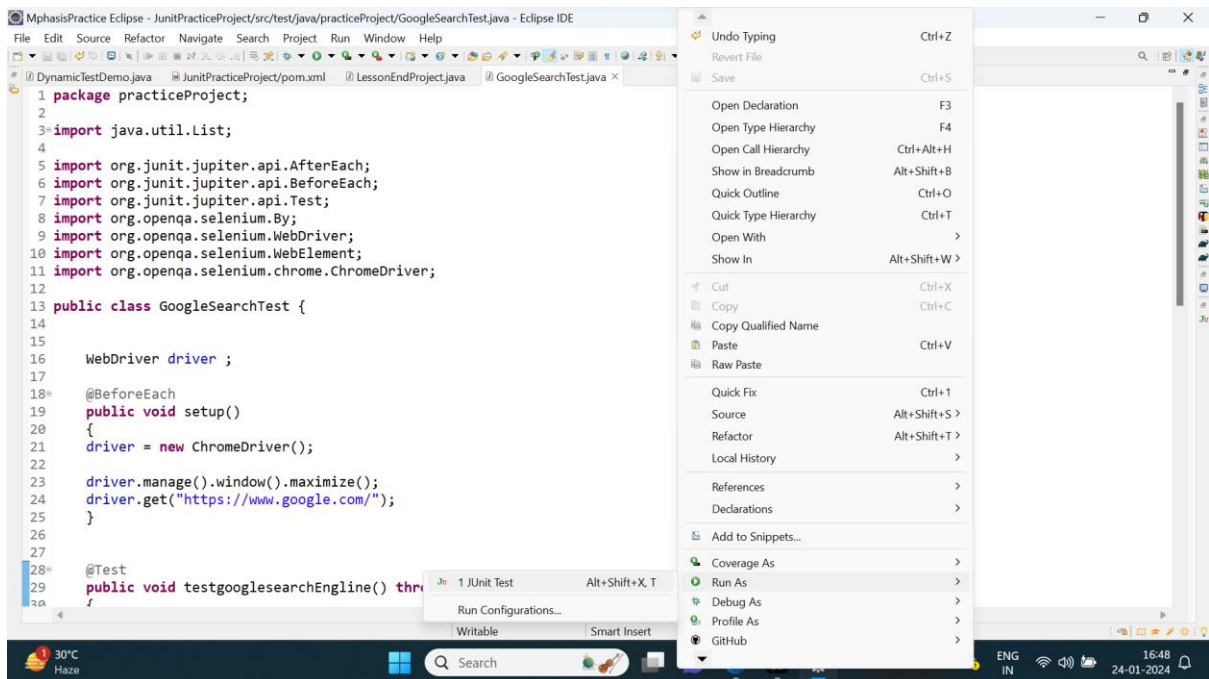 MphasisPractice Eclipse - JunitPracticeProject/src/test/java/practiceProject/GoogleSearchTest.java - Eclipse IDE
File Edit Source Refactor Navigate Search Project Run Window Help
DynamicTestDemo.java JunitPracticeProject/pom.xml LessonEndProject.java GoogleSearchTest.java
1 package practiceProject;
2
3 import java.util.List;
4
5 import org.junit.jupiter.api.AfterEach;
6 import org.junit.jupiter.api.BeforeEach;
7 import org.junit.jupiter.api.Test;
8 import org.openqa.selenium.By;
9 import org.openqa.selenium.WebDriver;
10 import org.openqa.selenium.WebElement;
11 import org.openqa.selenium.chrome.ChromeDriver;
12
13 public class GoogleSearchTest {
14
15
16 WebDriver driver ;
17
18 @BeforeEach
19 public void setup()
20 {
21 driver = new ChromeDriver();
22
23 driver.manage().window().maximize();
24 driver.get("https://www.google.com/");
25 }
26
27
28 @Test
29 public void testgooglesearchEngline() thr
30 {
Undo Typing Ctrl+Z
Revert File
Save Ctrl+S
Open Declaration F3
Open Type Hierarchy F4
Open Call Hierarchy Ctrl+Alt+H
Show in Breadcrumb Alt+Shift+B
Quick Outline Ctrl+O
Quick Type Hierarchy Ctrl+T
Open With >
Show In Alt+Shift+W >
Cut Ctrl+X
Copy Ctrl+C
Copy Qualified Name
Paste Ctrl+V
Raw Paste
Quick Fix Ctrl+1
Source Alt+Shift+S >
Refactor Alt+Shift+T >
Local History >
References >
Declarations >
Add to Snippets...
Coverage As >
Run As >
Debug As >
Profile As >
GitHub >
1 JUnit Test Alt+Shift+X, T
Run Configurations...
Writable Smart Insert
1
30°C
Haze
Search
ENG
IN
16:48
24-01-2024